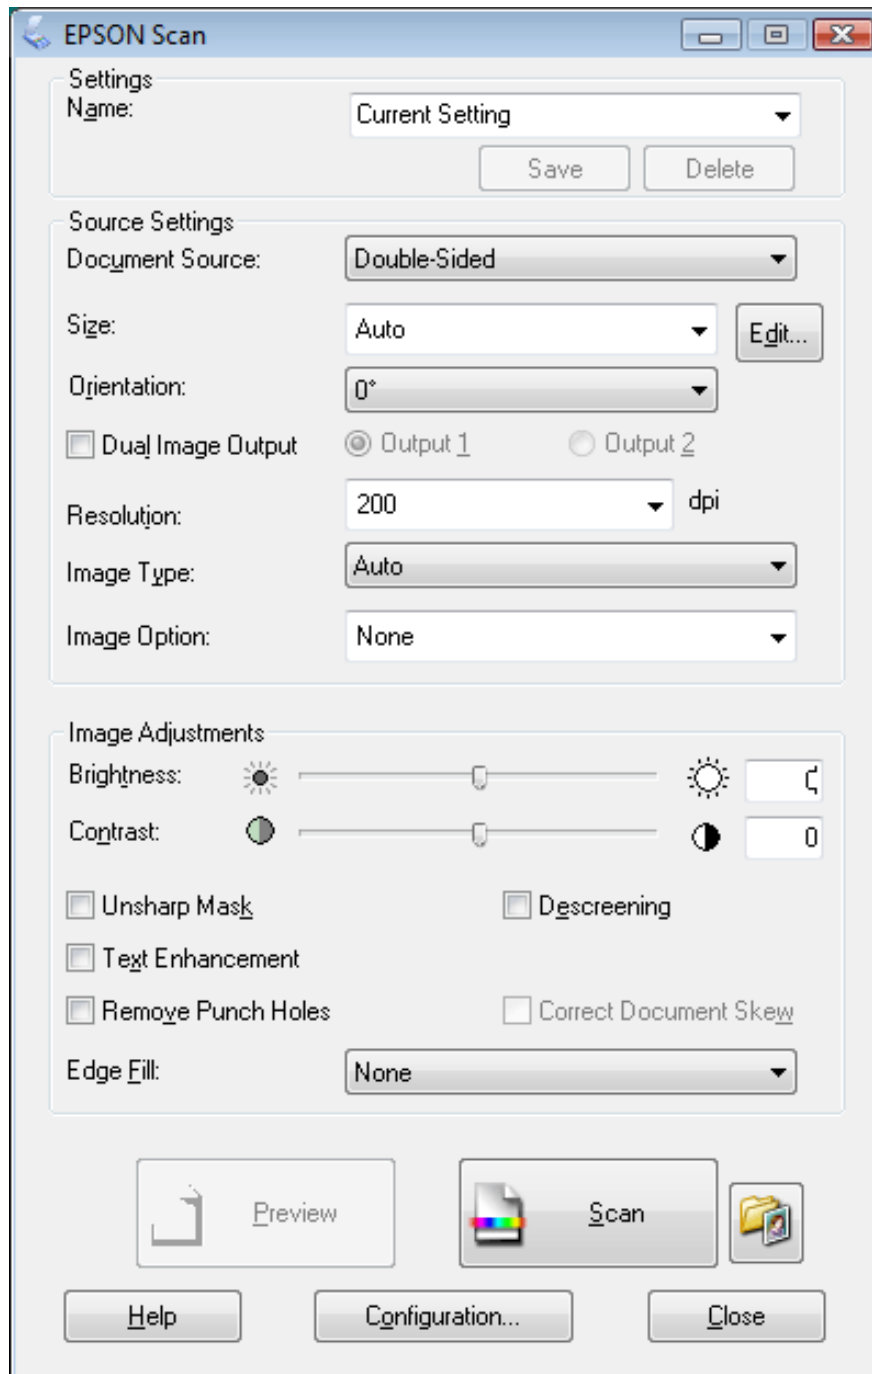 EPSON Scan
Settings
Name: Current Setting
Save Delete
Source Settings
Document Source: Double-Sided
Size: Auto Edit...
Orientation: 0°
Dual Image Output Output 1 Output 2
Resolution: 200 dpi
Image Type: Auto
Image Option: None
Image Adjustments
Brightness:
Contrast: 0
Unsharp Mask Descreening
Text Enhancement
Remove Punch Holes Correct Document Skew
Edge Fill: None
Preview Scan
Help Configuration... Close